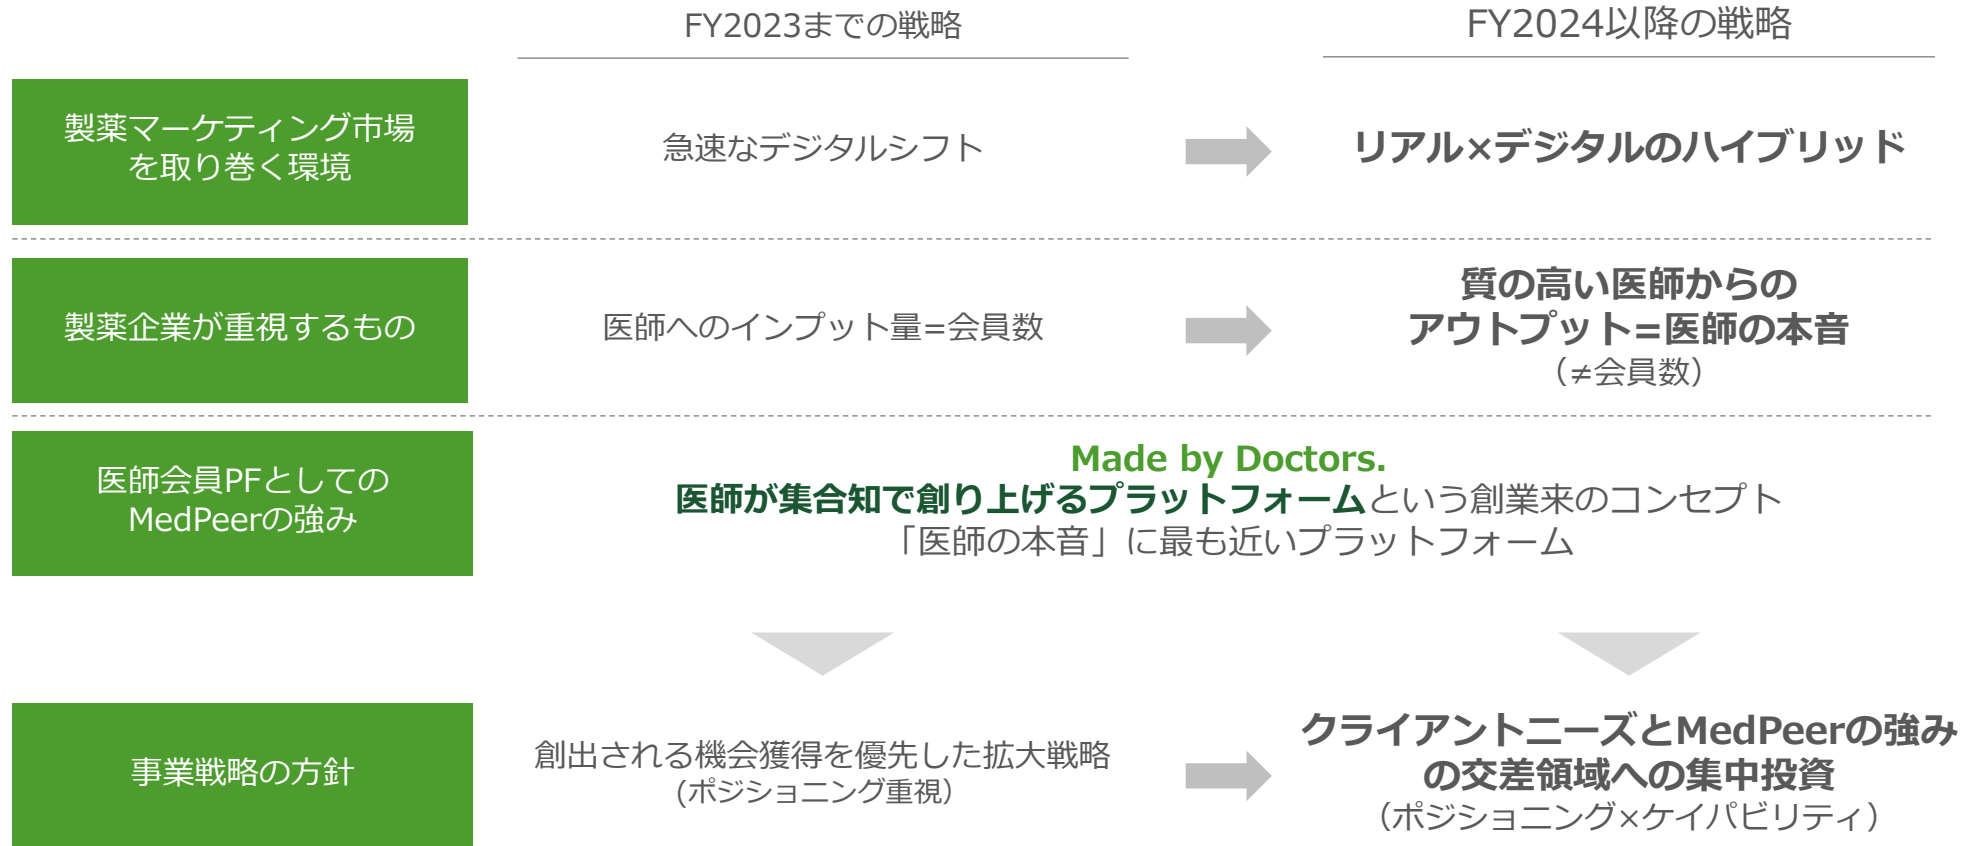 FY2023までの戦略
FY2024以降の戦略
製薬マーケティング市場
を取り巻く環境
急速なデジタルシフト
リアル×デジタルのハイブリッド
製薬企業が重視するもの
医師へのインプット量=会員数
質の高い医師からの
アウトプット=医師の本音
（≠会員数）
医師会員PFとしての
MedPeerの強み
Made by Doctors.
医師が集合知で創り上げるプラットフォームという創業来のコンセプト
「医師の本音」に最も近いプラットフォーム
事業戦略の方針
創出される機会獲得を優先した拡大戦略
(ポジショニング重視）
クライアントニーズとMedPeerの強み
の交差領域への集中投資
（ポジショニング×ケイパビリティ）